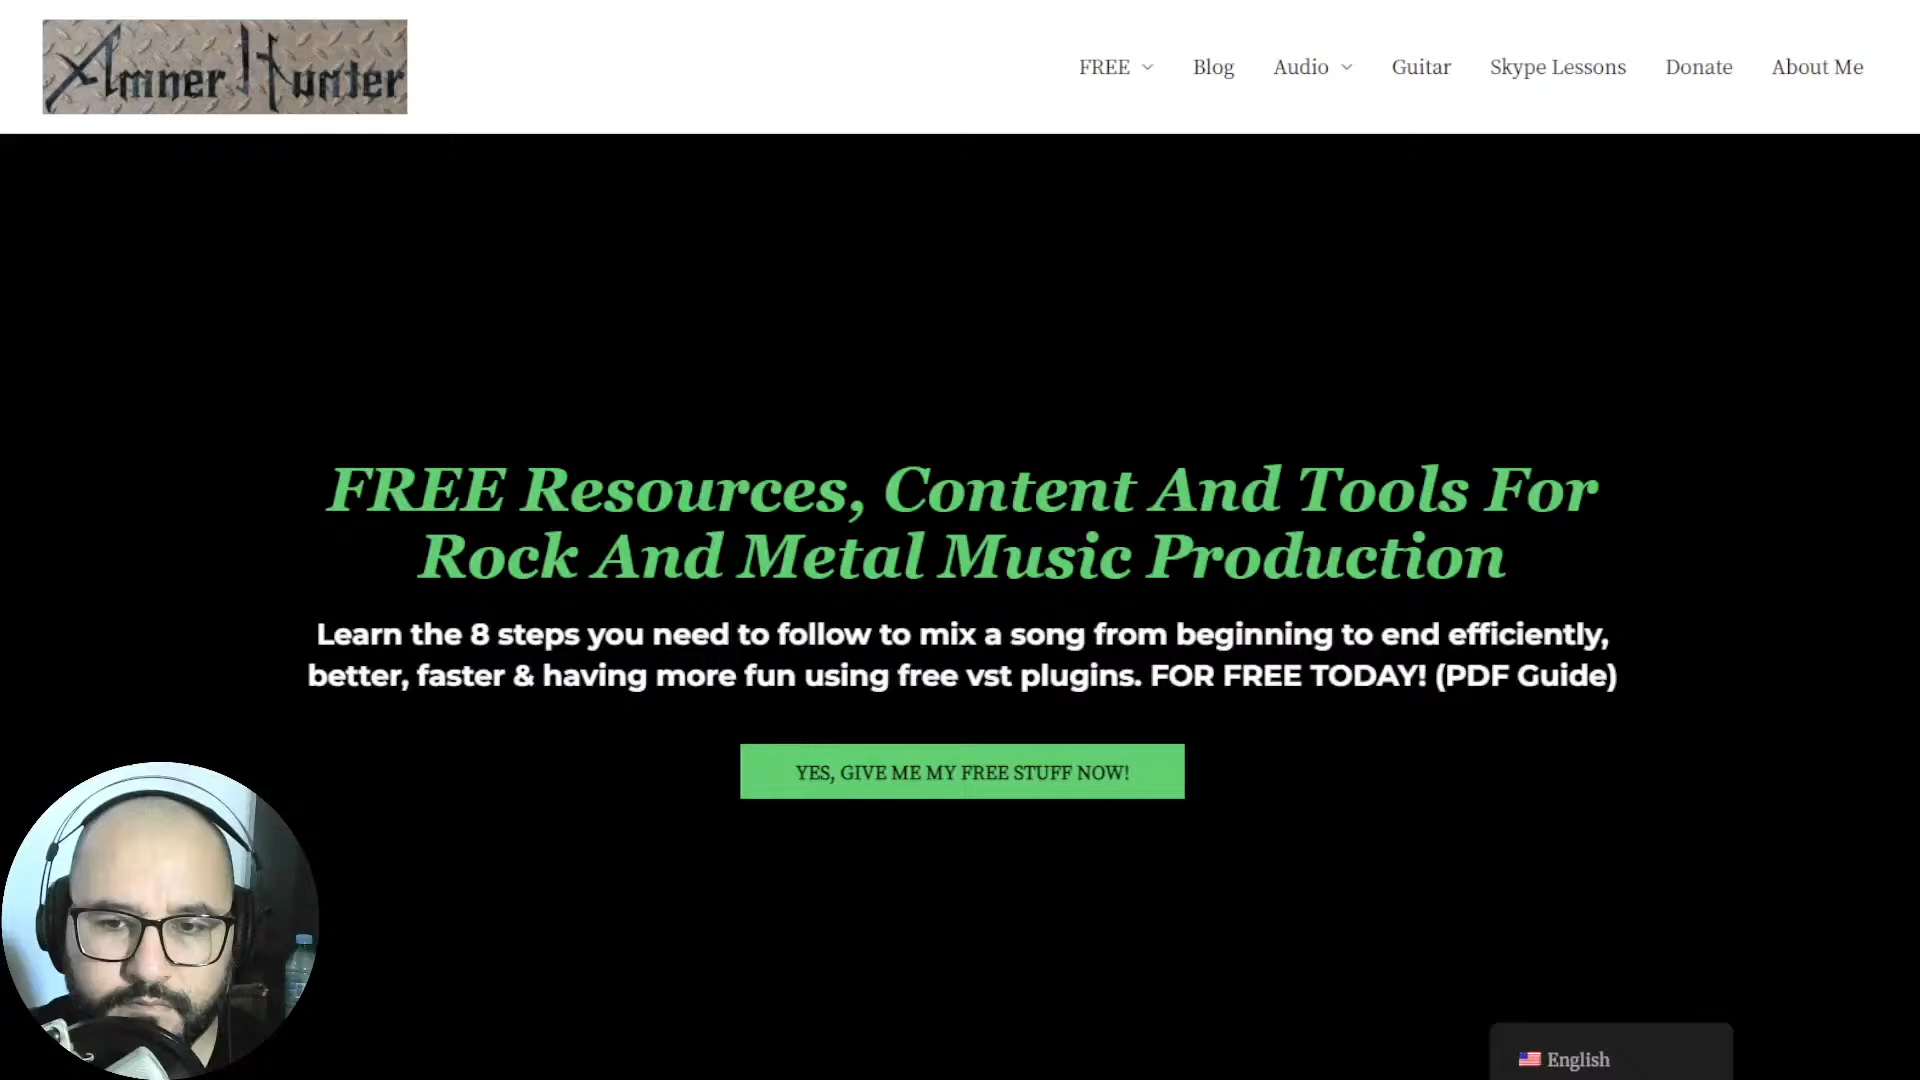 Amner Hunter
FREE Blog Audio Guitar Skype Lessons Donate About Me
FREE Resources, Content And Tools For
Rock And Metal Music Production
Learn the 8 steps you need to follow to mix a song from beginning to end efficiently,
better, faster & having more fun using free vst plugins. FOR FREE TODAY! (PDF Guide)
YES, GIVE ME MY FREE STUFF NOW!
English